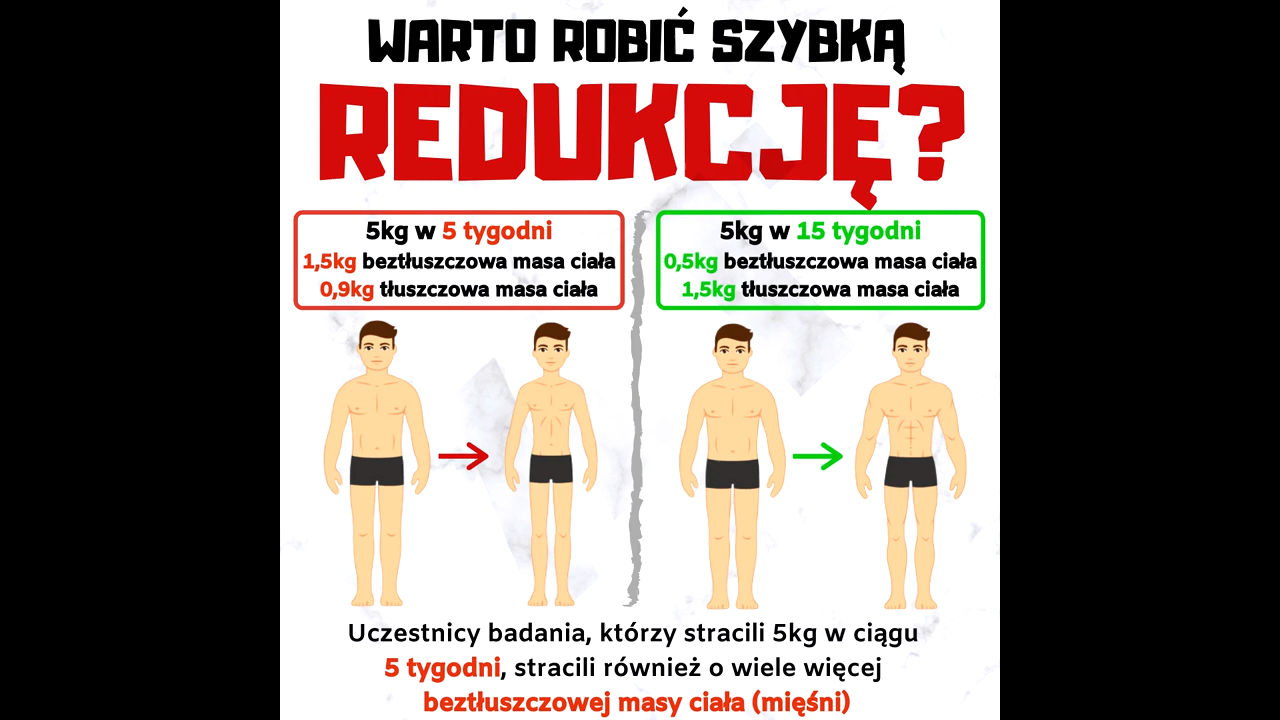 WARTO ROBIĆ SZYBKĄ
REDUKCJĘ?
5kg w 5 tygodni
1,5kg beztłuszczowa masa ciała
0,9kg tłuszczowa masa ciała
5kg w 15 tygodni
0,5kg beztłuszczowa masa ciała
1,5kg tłuszczowa masa ciała
Uczestnicy badania, którzy stracili 5kg w ciągu
5 tygodni, stracili również o wiele więcej
beztłuszczowej masy ciała (mięśni)